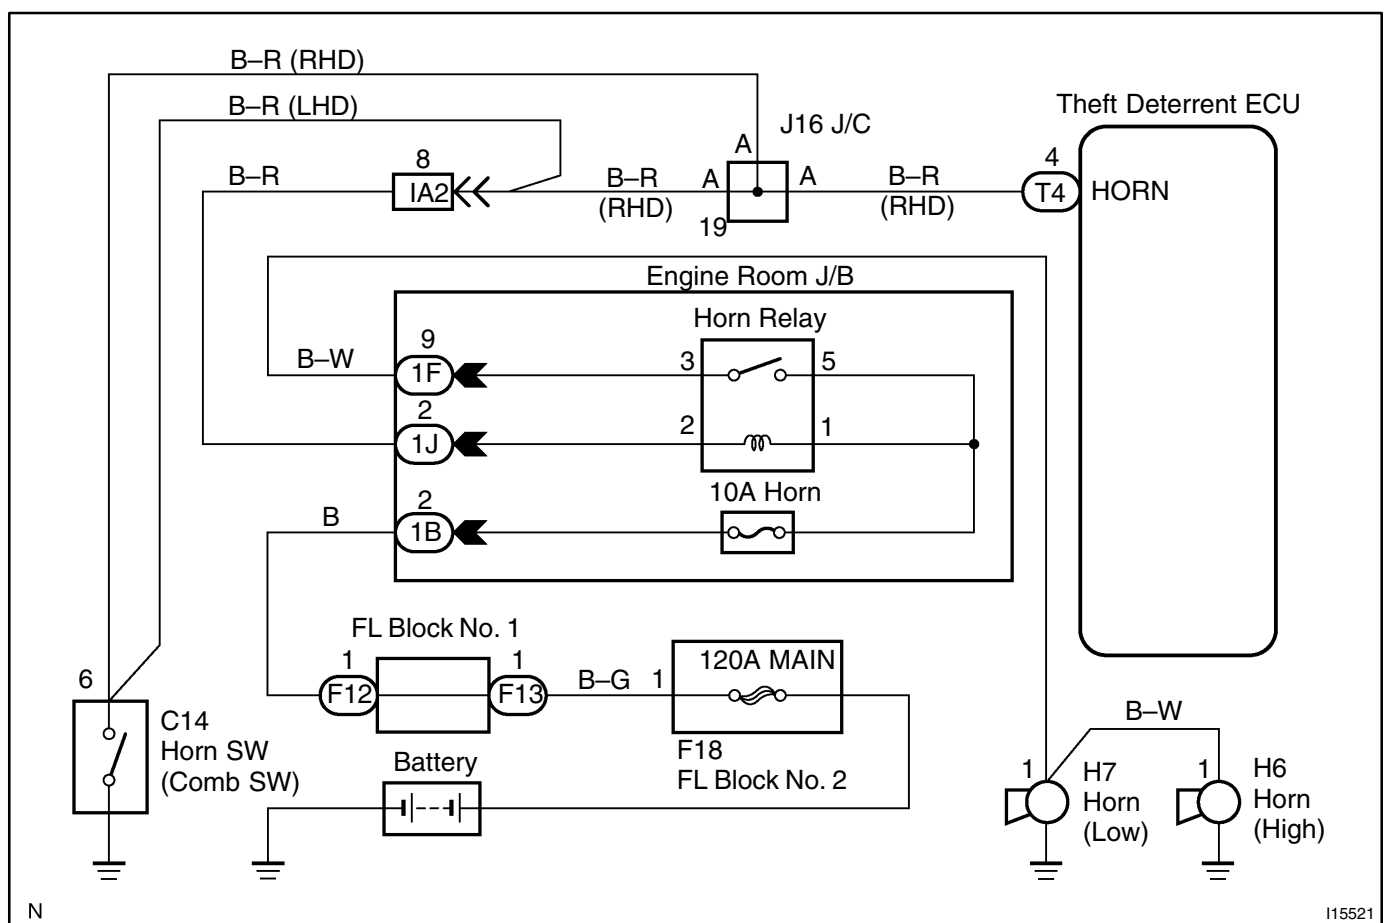 B–R (RHD)
B–R (LHD)
Theft Deterrent ECU
J16 J/C
A
8
4
B–R
IA2
B–R
(RHD)
A
A
B–R
(RHD)
T4
HORN
19
Engine Room J/B
Horn Relay
B–W
9
1F
3
5
2
1J
2
1
10A Horn
B
2
1B
FL Block No. 1
1
1
F12
F13
B–G
1
120A MAIN
6
C14
Horn SW
(Comb SW)
F18
FL Block No. 2
Battery
B–W
1
H7
Horn
(Low)
1
H6
Horn
(High)
N
I15521